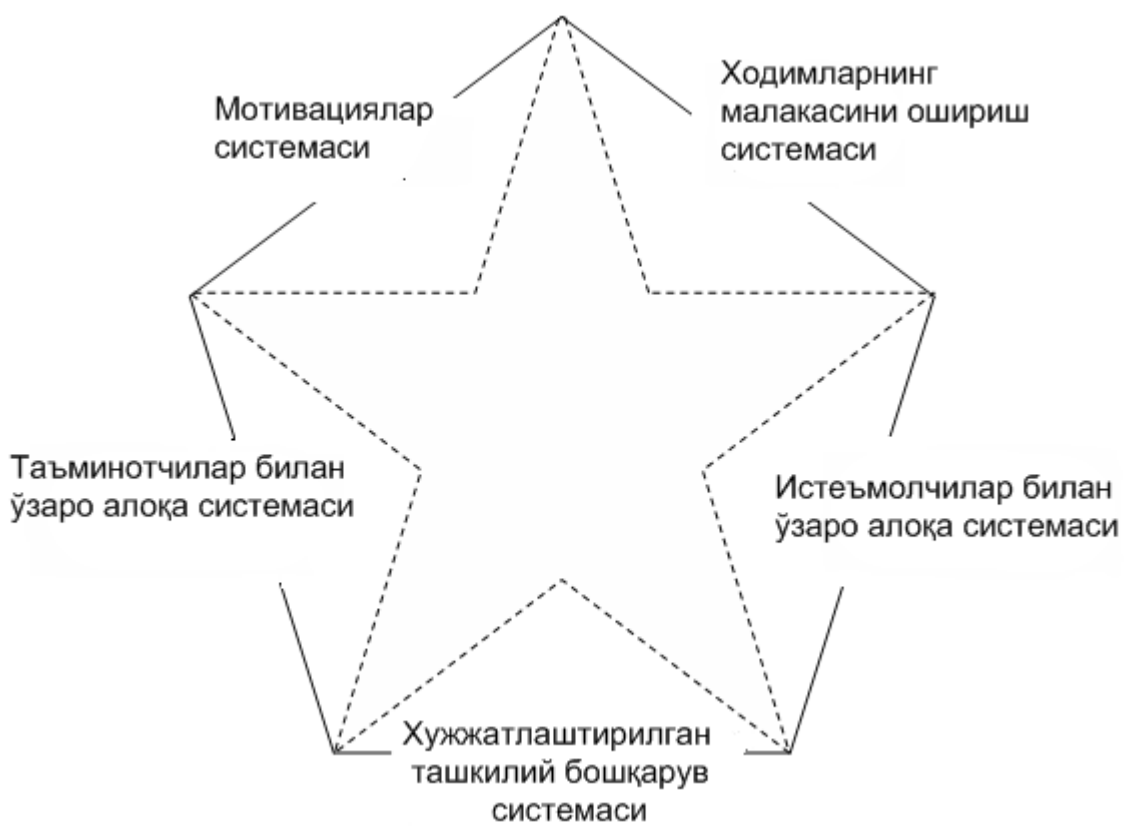 Мотивациялар
системаси
Ходимларнинг
малакасини ошириш
системаси
Таъминотчилар билан
ўзаро алоқа системаси
Истеъмолчилар билан
ўзаро алоқа системаси
Хужжатлаштирилган
ташкилий бошқарув
системаси